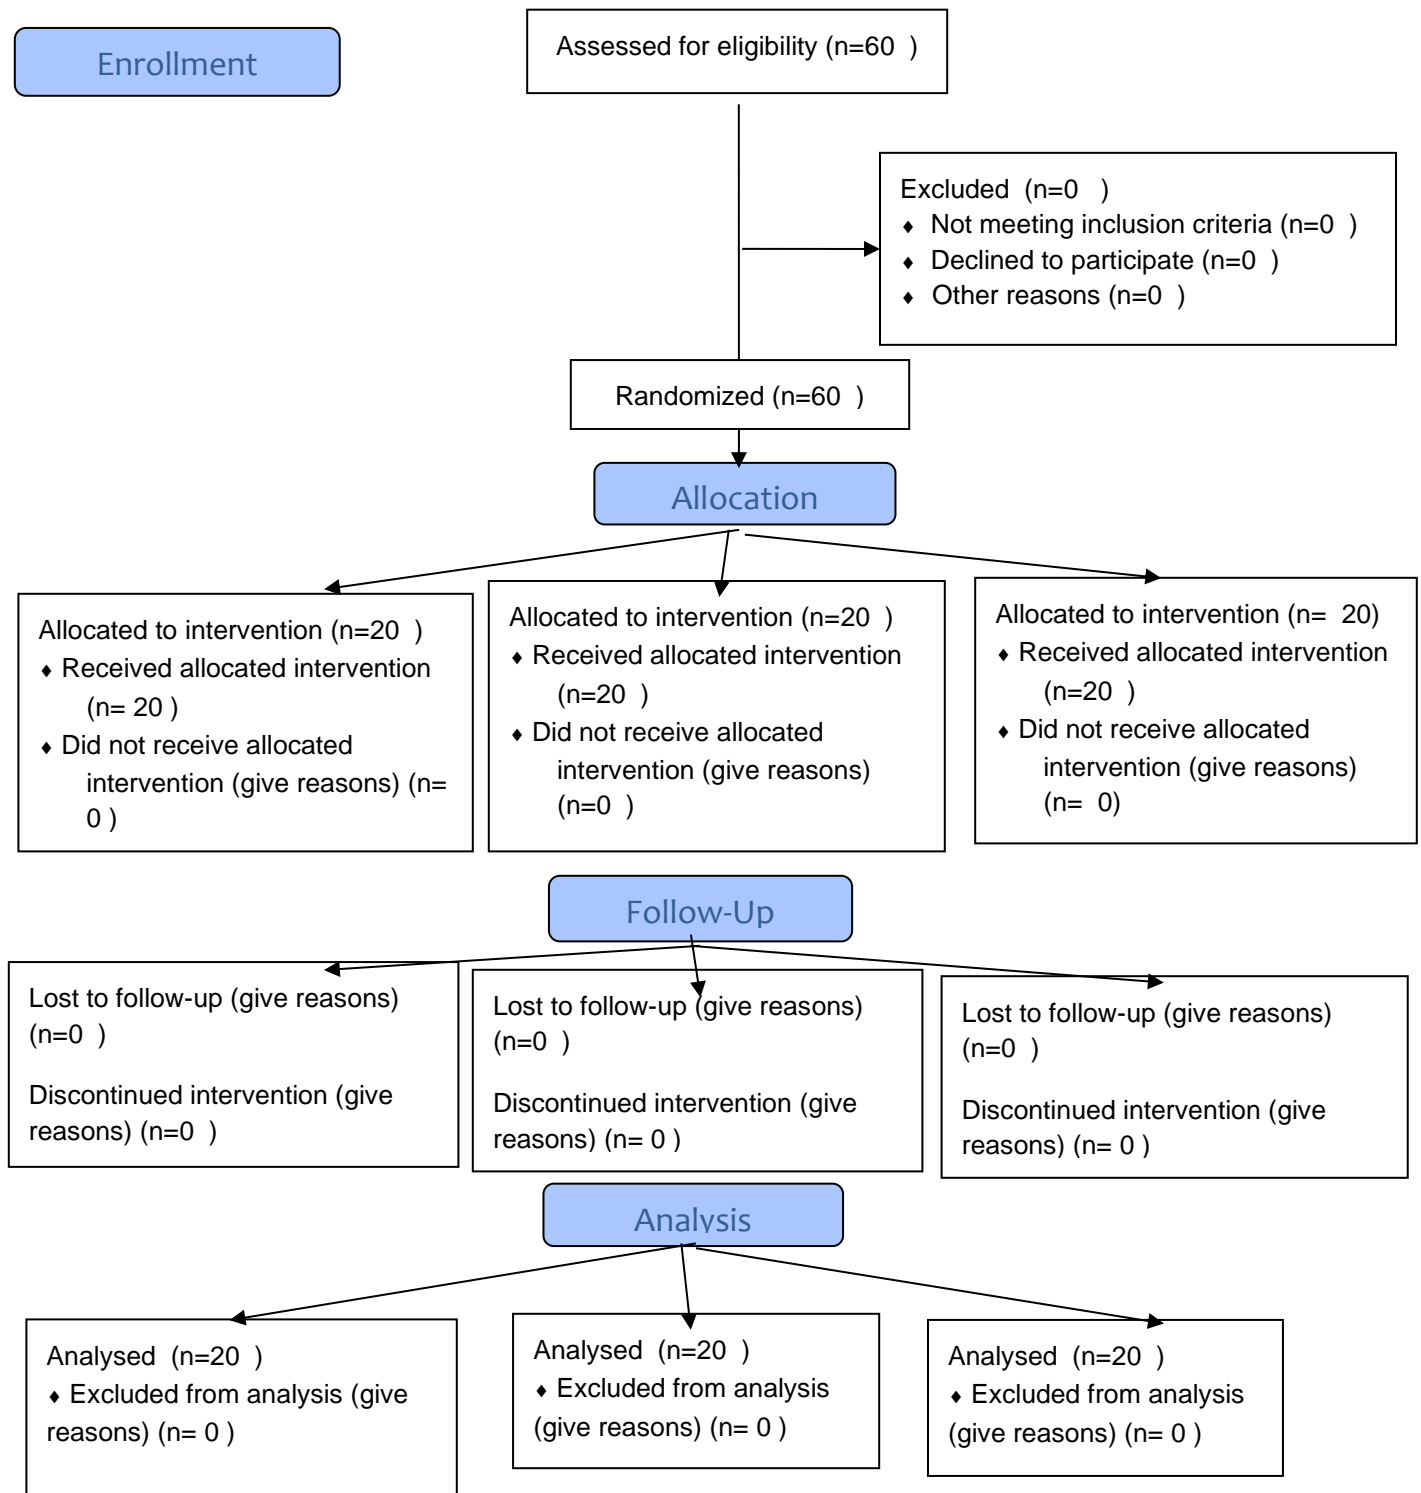 Enrollment
Assessed for eligibility (n=60  )
Excluded  (n=0   )
♦ Not meeting inclusion criteria (n=0  )
♦ Declined to participate (n=0  )
♦ Other reasons (n=0  )
Randomized (n=60  )
Allocation
Allocated to intervention (n=20  )
♦ Received allocated intervention
(n= 20 )
♦ Did not receive allocated
intervention (give reasons) (n=
0 )
Allocated to intervention (n=20  )
♦ Received allocated intervention
(n=20  )
♦ Did not receive allocated
intervention (give reasons)
(n=0  )
Allocated to intervention (n=  20)
♦ Received allocated intervention
(n=20  )
♦ Did not receive allocated
intervention (give reasons)
(n=  0)
Follow-Up
Lost to follow-up (give reasons)
(n=0  )
Discontinued intervention (give
reasons) (n=0  )
Lost to follow-up (give reasons)
(n=0  )
Discontinued intervention (give
reasons) (n= 0 )
Lost to follow-up (give reasons)
(n=0  )
Discontinued intervention (give
reasons) (n= 0 )
Analysis
Analysed  (n=20  )
♦ Excluded from analysis (give
reasons) (n= 0 )
Analysed  (n=20  )
♦ Excluded from analysis
(give reasons) (n= 0 )
Analysed  (n=20  )
♦ Excluded from analysis
(give reasons) (n= 0 )